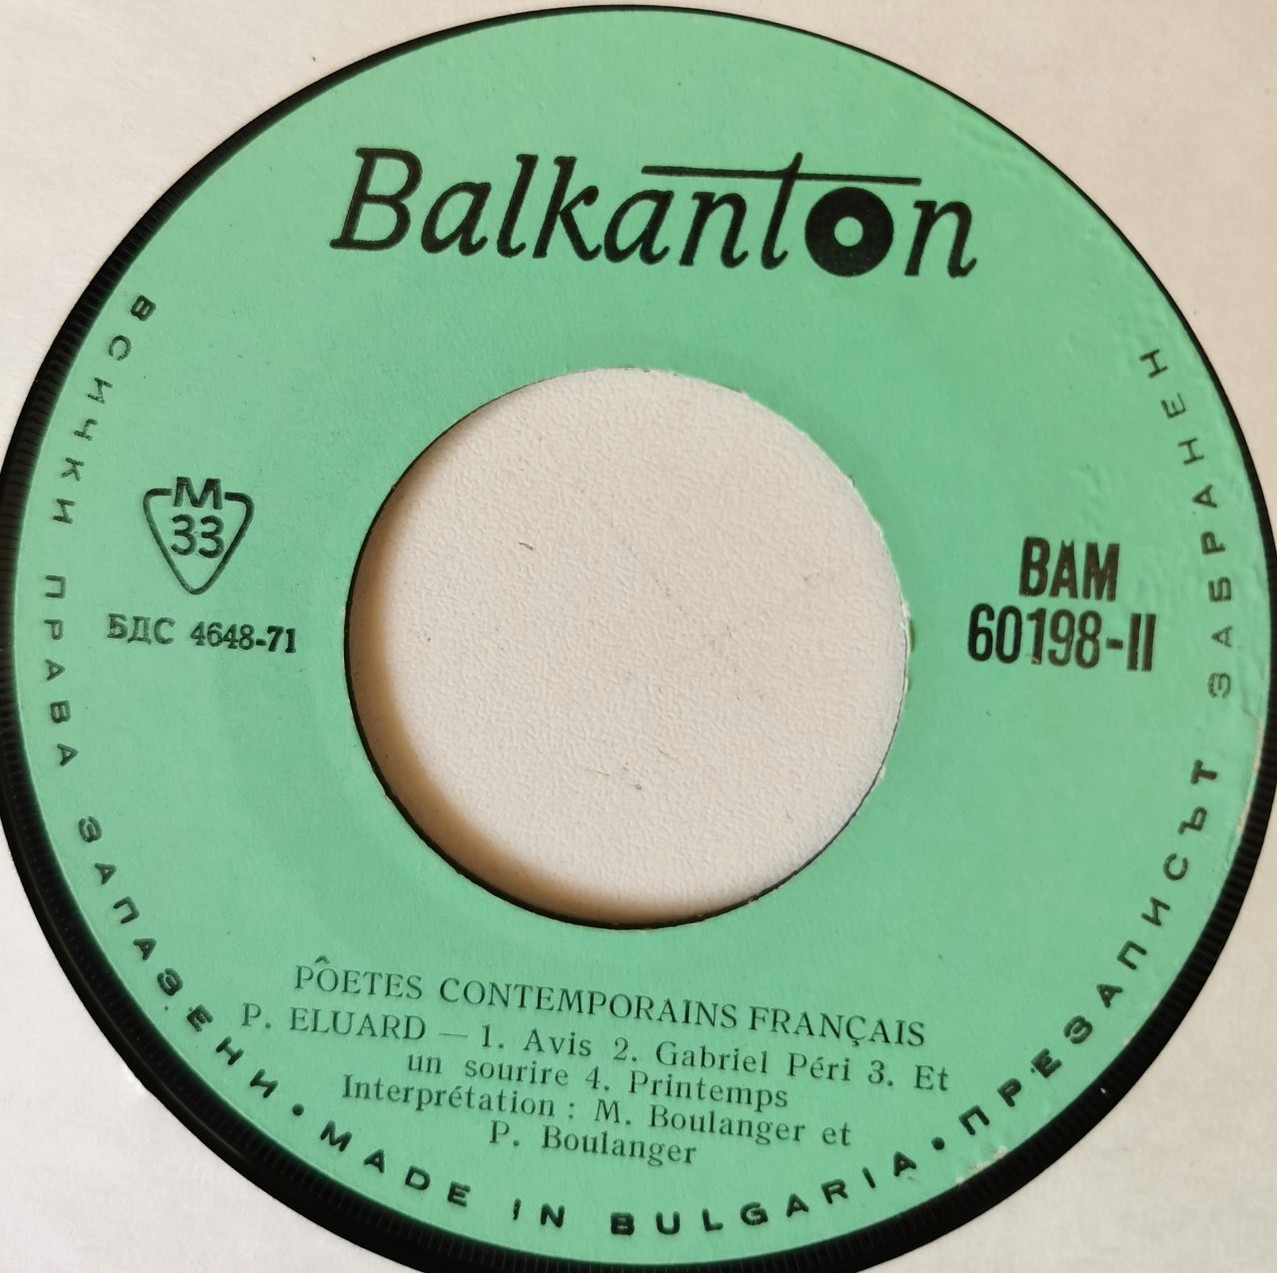 Balkanton
M
33
БДС 4648-71
ВАМ
60198-II
PÔETES CONTEMPORAINS FRANÇAIS
P. ELUARD — 1. Avis 2. Gabriel Péri 3. Et
un sourire 4. Printemps
Interprétation : M. Boulanger et
P. Boulanger
ВСИЧКИ ПРАВА ЗАПАЗЕНИ • MADE IN BULGARIA • ПРЕЗАПИСЪТ ЗАБРАНЕН